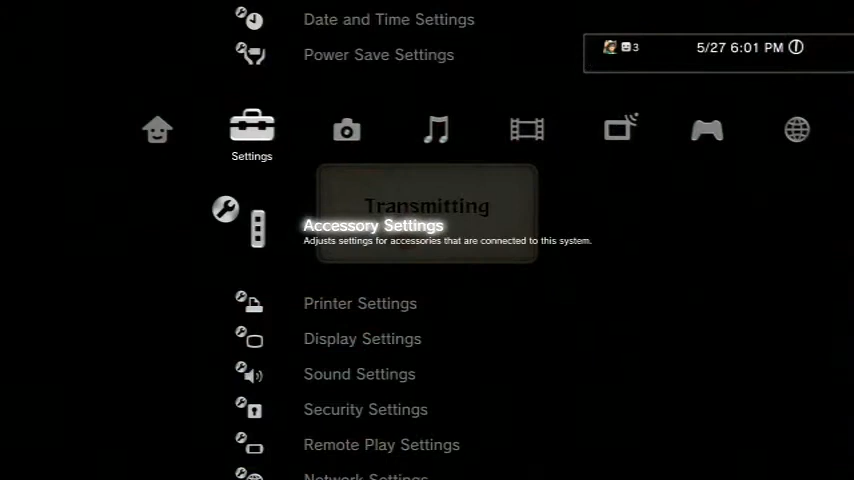 Date and Time Settings
Power Save Settings
3 5/27 6:01 PM
Settings
Transmitting
Accessory Settings
Adjusts settings for accessories that are connected to this system.
Printer Settings
Display Settings
Sound Settings
Security Settings
Remote Play Settings
Network Settings